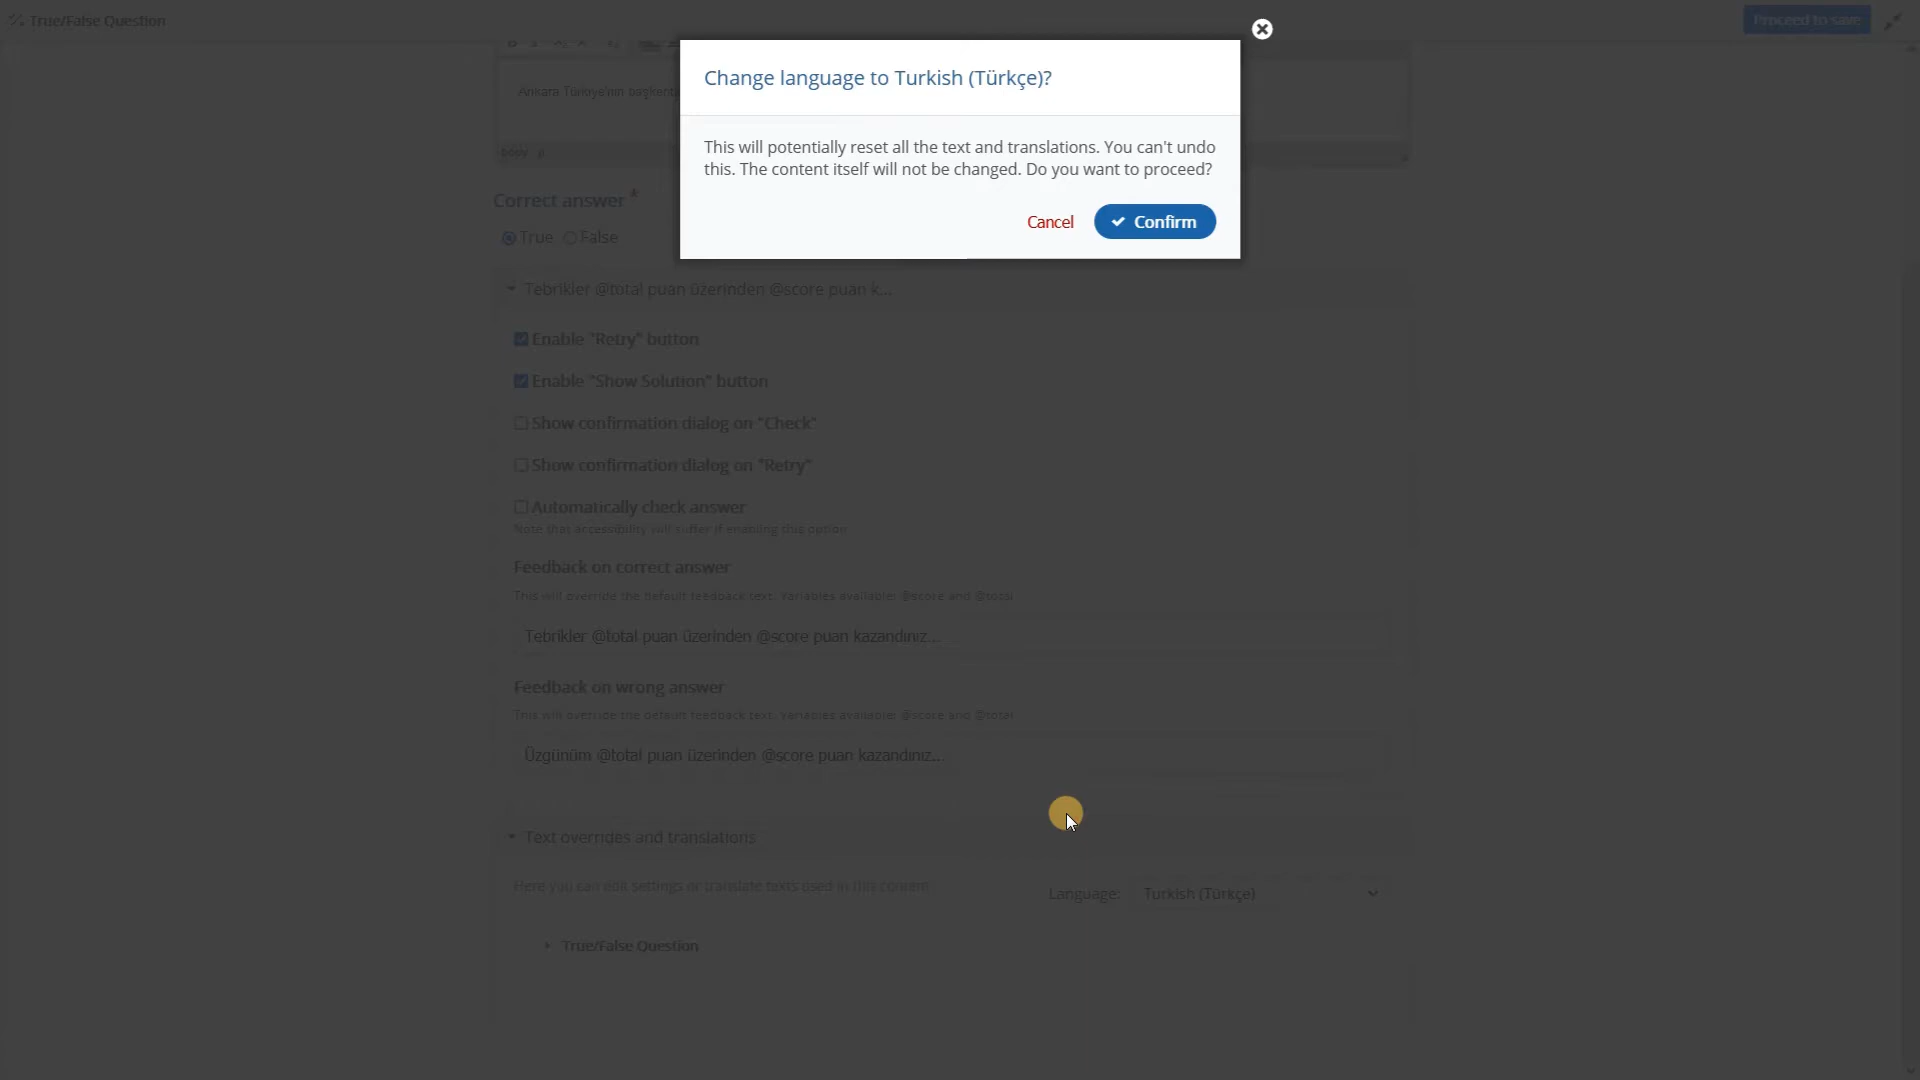 True/False Question
Proceed to save
Change language to Turkish (Türkçe)?
Ankara Türkiye'nin başkenti
This will potentially reset all the text and translations. You can't undo
this. The content itself will not be changed. Do you want to proceed?
body p
Correct answer *
Cancel
Confirm
True False
Tebrikler @total puan üzerinden @score puan k...
Enable "Retry" button
Enable "Show Solution" button
Show confirmation dialog on "Check"
Show confirmation dialog on "Retry"
Automatically check answer
Note that accessibility will suffer if enabling this option
Feedback on correct answer
This will override the default feedback text. Variables available: @score and @total
Tebrikler @total puan üzerinden @score puan kazandınız...
Feedback on wrong answer
This will override the default feedback text. Variables available: @score and @total
Üzgünüm @total puan üzerinden @score puan kazandınız...
Text overrides and translations
Here you can edit settings or translate texts used in this content
Language: Turkish (Türkçe)
True/False Question